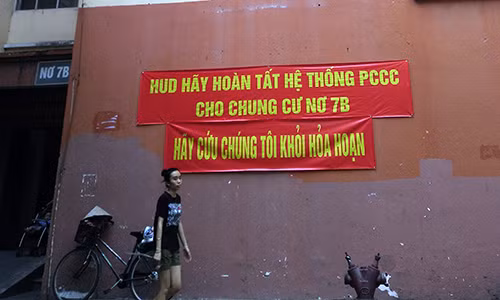 NƠ 7B
HUD HÃY HOÀN TẤT HỆ THỐNG PCCC
CHO CHUNG CƯ NƠ 7B
HÃY CỨU CHÚNG TÔI KHỎI HỎA HOẠN